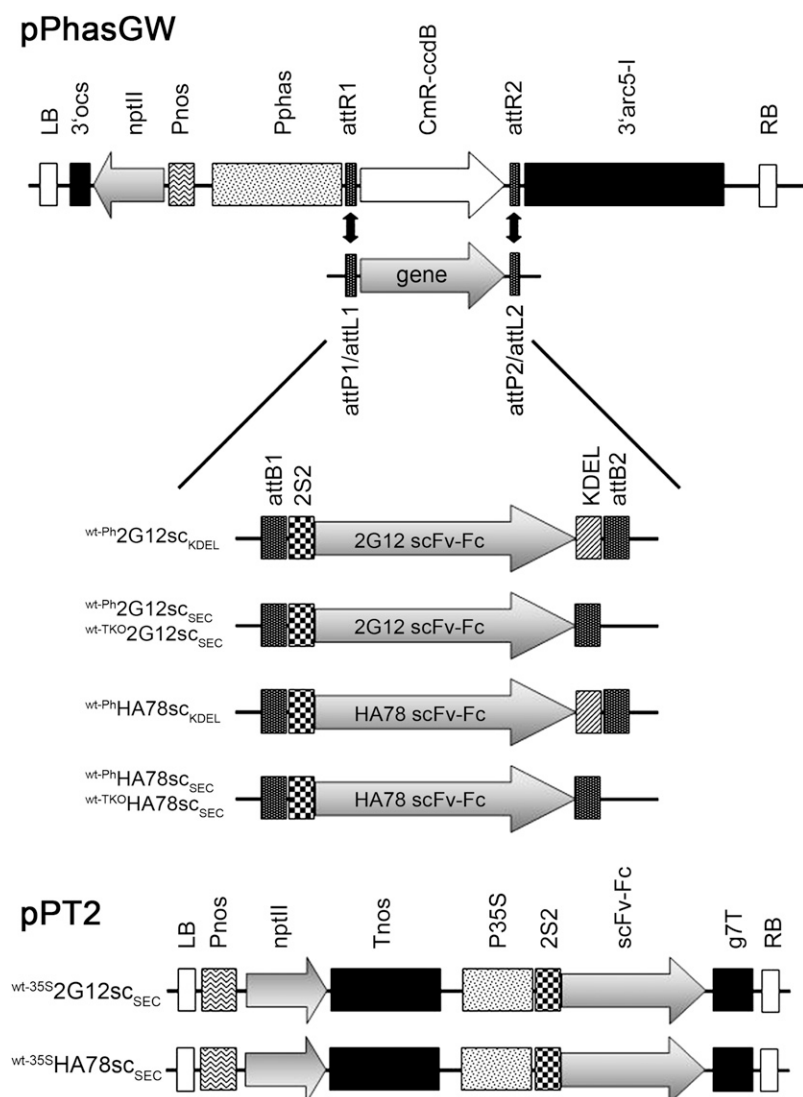 pPhasGW
LB 3'ocs nptII Pnos Pphas attR1 CmR-ccdB attR2 3'arc5-I RB
gene
attP1/attL1 attP2/attL2
attB1 2S2 KDEL attB2
wt-Ph2G12scKDEL 2G12 scFv-Fc
wt-Ph2G12scSEC
wt-TKO2G12scSEC 2G12 scFv-Fc
wt-PhHA78scKDEL HA78 scFv-Fc
wt-PhHA78scSEC
wt-TKOHA78scSEC HA78 scFv-Fc
pPT2
LB Pnos nptII Tnos P35S 2S2 scFv-Fc g7T RB
wt-35S2G12scSEC
wt-35SHA78scSEC